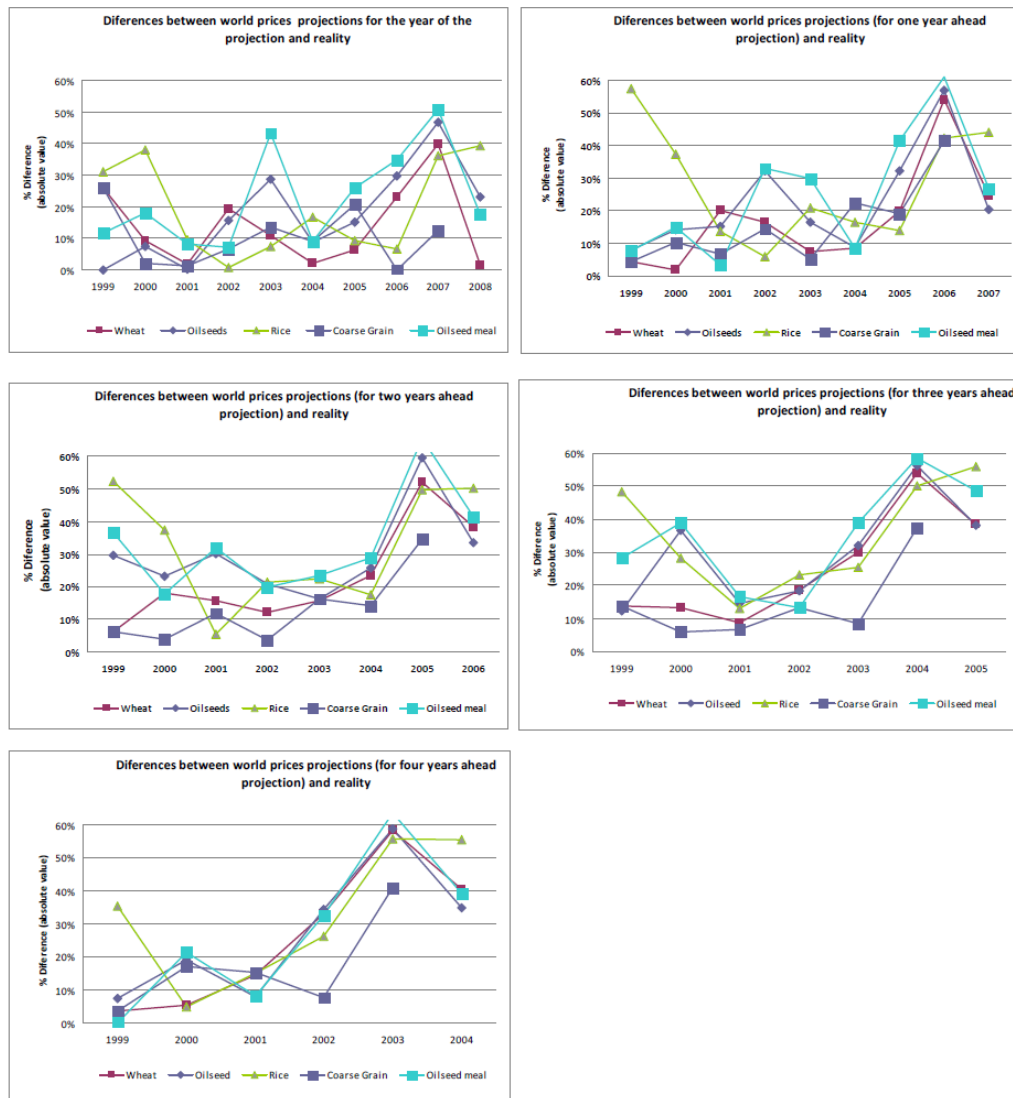 Diferences between world prices  projections for the year of the
projection and reality
% Diference
(absolute value)
60%
50%
40%
30%
20%
10%
0%
1999 2000 2001 2002 2003 2004 2005 2006 2007 2008
Wheat Oilseeds Rice Coarse Grain Oilseed meal
Diferences between world prices projections (for one year ahead
projection) and reality
% Diference
(absolute value)
60%
50%
40%
30%
20%
10%
0%
1999 2000 2001 2002 2003 2004 2005 2006 2007
Wheat Oilseeds Rice Coarse Grain Oilseed meal
Diferences between world prices projections (for two years ahead
projection) and reality
% Difference
(absolute value)
60%
50%
40%
30%
20%
10%
0%
1999 2000 2001 2002 2003 2004 2005 2006
Wheat Oilseeds Rice Coarse Grain Oilseed meal
Diferences between world prices projections (for three years ahead
projection) and reality
% Diference
(absolute value)
60%
50%
40%
30%
20%
10%
0%
1999 2000 2001 2002 2003 2004 2005
Wheat Oilseed Rice Coarse Grain Oilseed meal
Diferences between world prices projections (for four years ahead
projection) and reality
% Diference (absolute value)
60%
50%
40%
30%
20%
10%
0%
1999 2000 2001 2002 2003 2004
Wheat Oilseed Rice Coarse Grain Oilseed meal